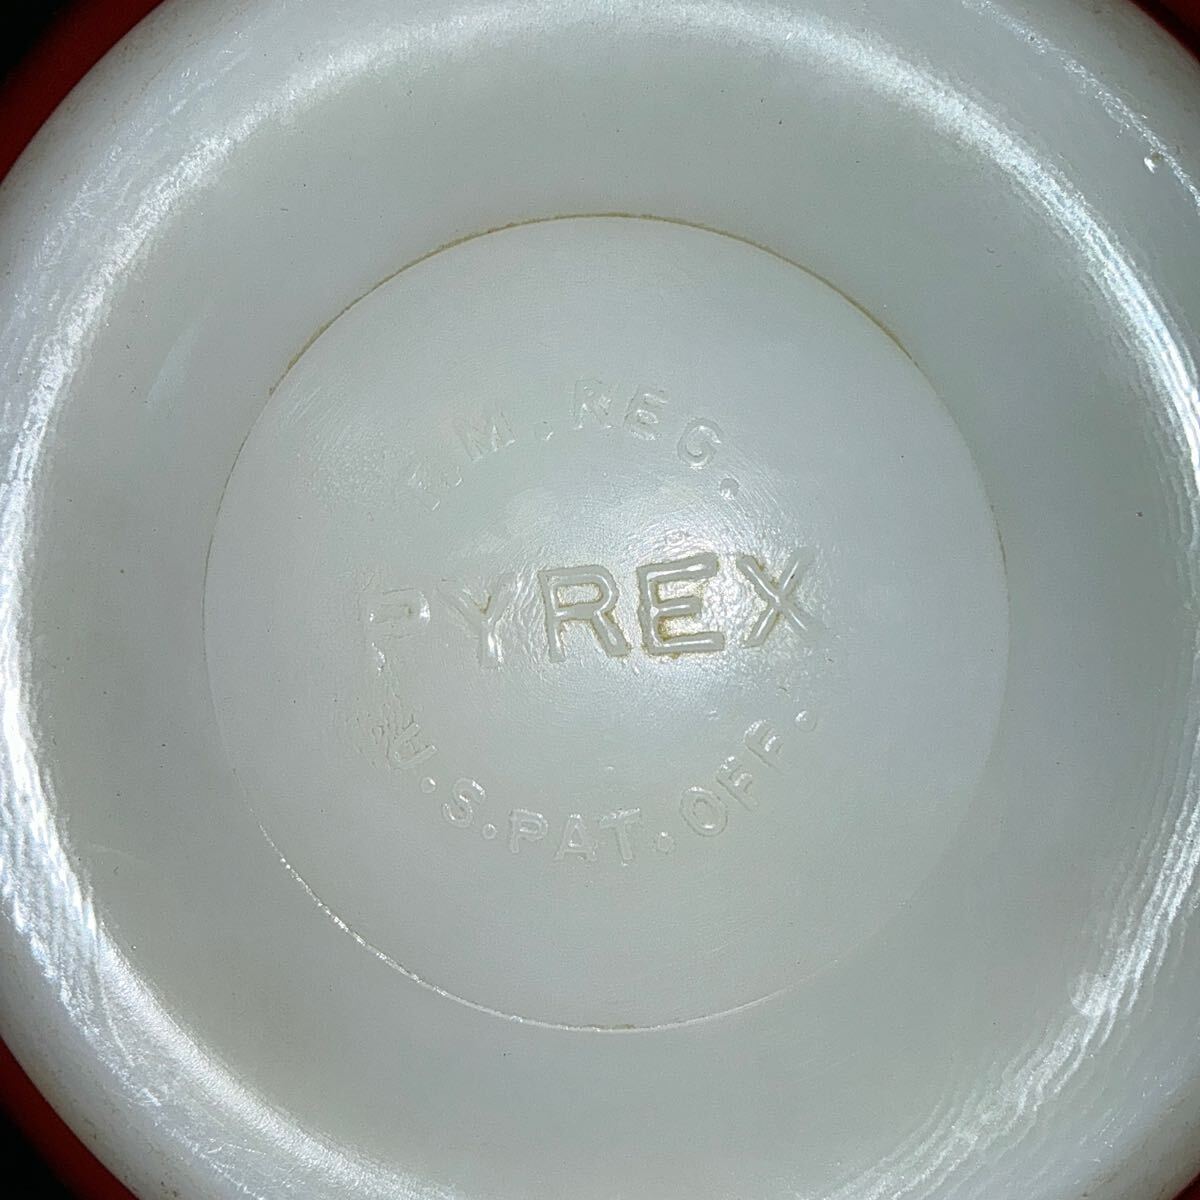 T.M. REG.
PYREX
U.S. PAT. OFF.